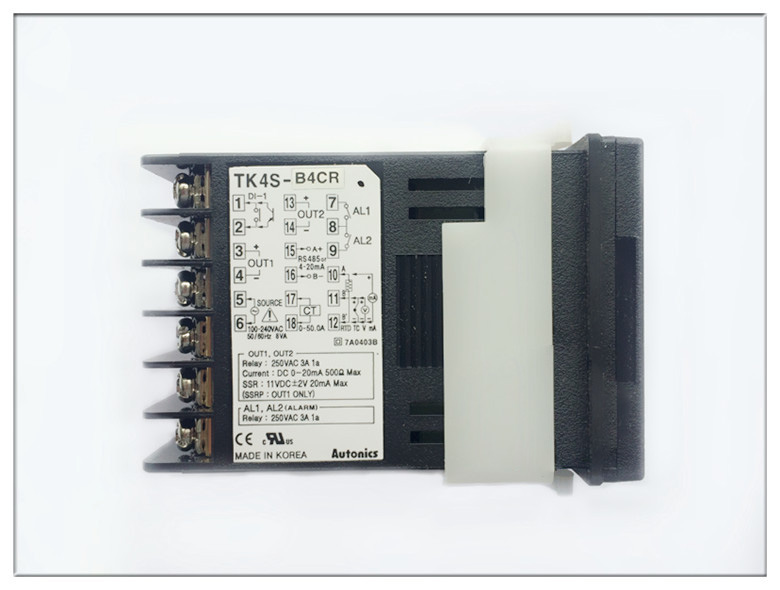 TK4S-B4CR
1 DI-1 13 + 7
OUT2 AL1
2 14 - 8
3 + 15 A+ AL2 9
OUT1 RS485 or
4-20mA
4 - 16 B- 10 A
5 SOURCE 17 11 mA
CT B V
6 100-240VAC 18 0-50.0A 12 RTD TC V mA
50/60Hz 8VA
7A0403B
OUT1, OUT2
Relay : 250VAC 3A 1a
Current : DC 0-20mA 500Ω Max
SSR : 11VDC±2V 20mA Max
(SSRP : OUT1 ONLY)
AL1, AL2 (ALARM)
Relay : 250VAC 3A 1a
CE c UR US
MADE IN KOREA Autonics